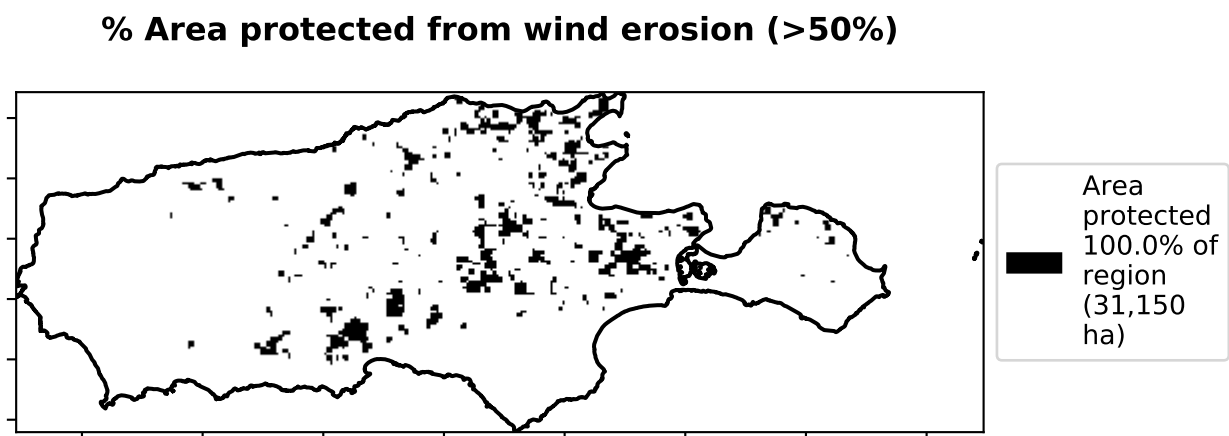 % Area protected from wind erosion (>50%)
Area
protected
100.0% of
region
(31,150
ha)